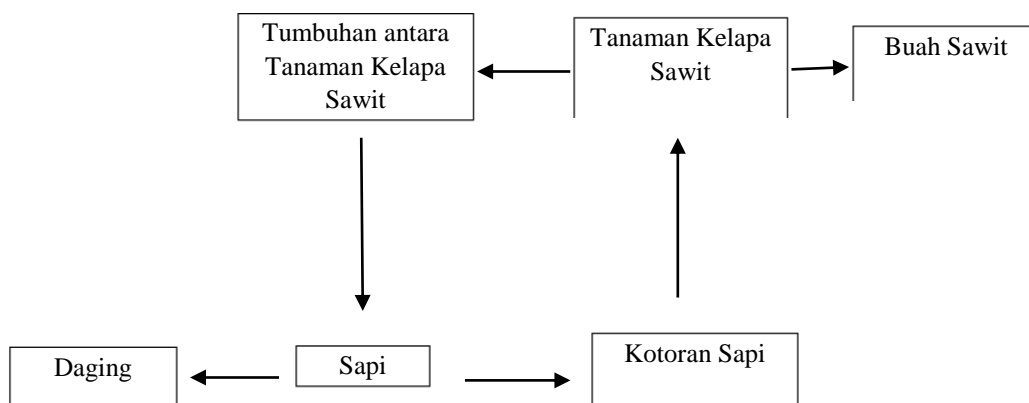 Tumbuhan antara
Tanaman Kelapa
Sawit
Tanaman Kelapa
Sawit
Buah Sawit
Daging
Sapi
Kotoran Sapi